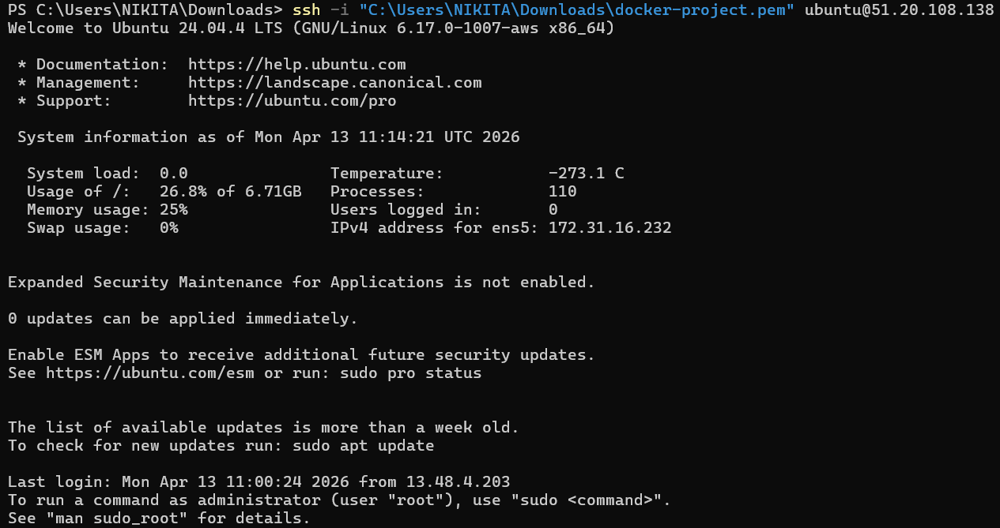 PS C:\Users\NIKITA\Downloads> ssh -i "C:\Users\NIKITA\Downloads\docker-project.pem" ubuntu@51.20.108.138
Welcome to Ubuntu 24.04.4 LTS (GNU/Linux 6.17.0-1007-aws x86_64)
* Documentation:  https://help.ubuntu.com
* Management:     https://landscape.canonical.com
* Support:        https://ubuntu.com/pro
System information as of Mon Apr 13 11:14:21 UTC 2026
System load:  0.0               Temperature:           -273.1 C
Usage of /:   26.8% of 6.71GB   Processes:             110
Memory usage: 25%               Users logged in:       0
Swap usage:   0%                IPv4 address for ens5: 172.31.16.232
Expanded Security Maintenance for Applications is not enabled.
0 updates can be applied immediately.
Enable ESM Apps to receive additional future security updates.
See https://ubuntu.com/esm or run: sudo pro status
The list of available updates is more than a week old.
To check for new updates run: sudo apt update
Last login: Mon Apr 13 11:00:24 2026 from 13.48.4.203
To run a command as administrator (user "root"), use "sudo <command>".
See "man sudo_root" for details.